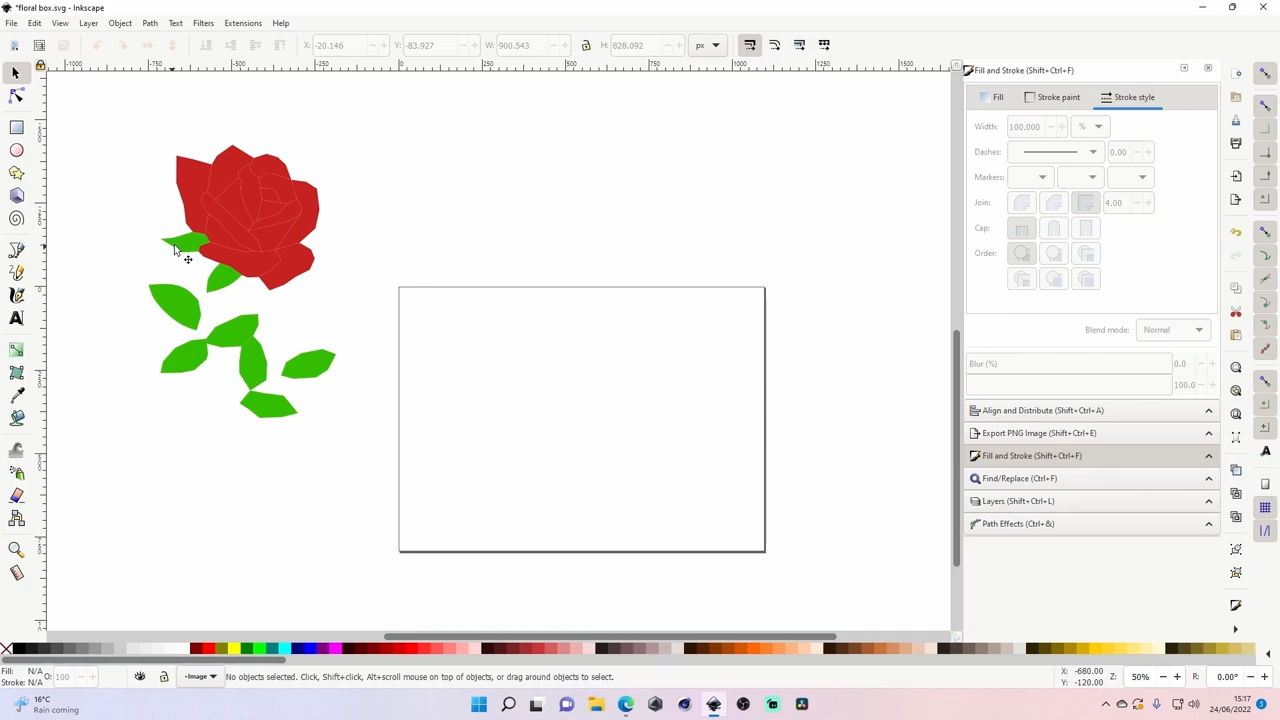 *floral box.svg - Inkscape
File Edit View Layer Object Path Text Filters Extensions Help
X: -20.146 Y: -83.927 W: 900.543 H: 828.092 px
Fill and Stroke (Shift+Ctrl+F)
Fill Stroke paint Stroke style
Width: 100,000 %
Dashes: 0.00
Markers:
Join: 4.00
Cap:
Order:
Blend mode: Normal
Blur (%) 0.0
100.0
Align and Distribute (Shift+Ctrl+A)
Export PNG Image (Shift+Ctrl+E)
Fill and Stroke (Shift+Ctrl+F)
Find/Replace (Ctrl+F)
Layers (Shift+Ctrl+L)
Path Effects (Ctrl+&)
Fill: N/A
Stroke: N/A
O: 100
-Image
No objects selected. Click, Shift+click, Alt+scroll mouse on top of objects, or drag around objects to select.
X: -680.00
Y: -120.00
Z: 50% R: 0.00°
16°C
Rain coming
15:17
24/06/2022
3